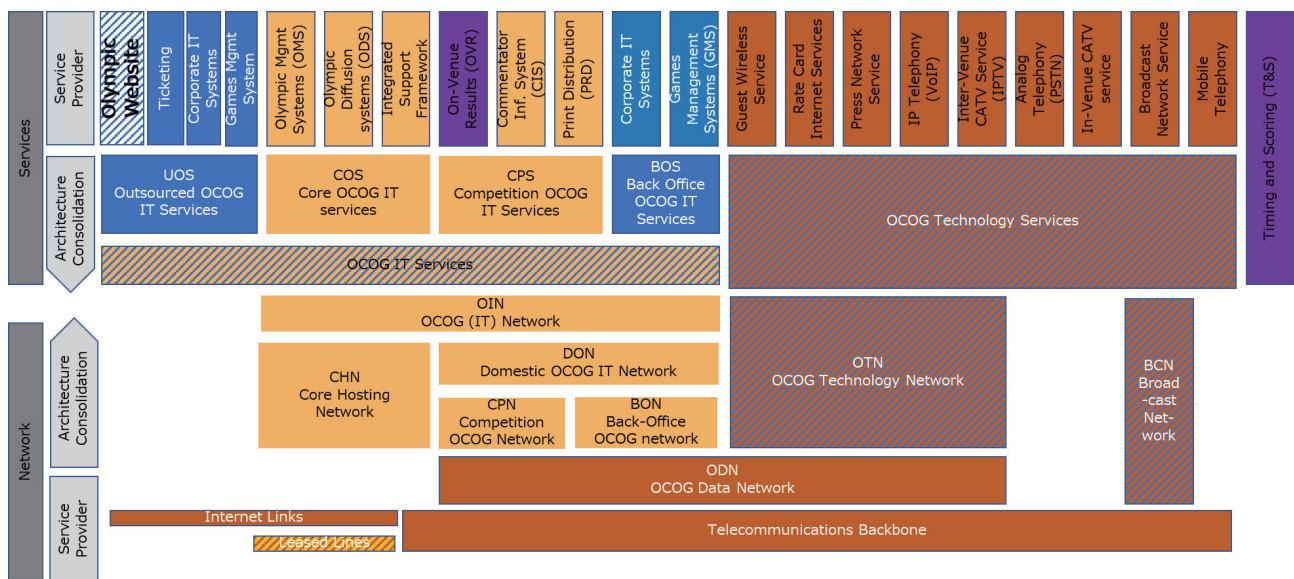 Services
Service
Provider
Olympic
Website
Ticketing
Corporate IT
Systems
Games Mgmt
System
Olympic Mgmt
Systems (OMS)
Olympic
Diffusion
systems (ODS)
Integrated
Support
Framework
On-Venue
Results (OVR)
Commentator
Inf. System
(CIS)
Print Distribution
(PRD)
Corporate IT
Systems
Games
Management
Systems (GMS)
Guest Wireless
Service
Rate Card
Internet Services
Press Network
Service
IP Telephony
(VoIP)
Inter-Venue
CATV Service
(IPTV)
Analog
Telephony
(PSTN)
In-Venue CATV
service
Broadcast
Network Service
Mobile
Telephony
Timing and Scoring (T&S)
Architecture
Consolidation
UOS
Outsourced OCOG
IT Services
COS
Core OCOG IT
services
CPS
Competition OCOG
IT Services
BOS
Back Office
OCOG IT
Services
OCOG Technology Services
OCOG IT Services
Network
Architecture
Consolidation
OIN
OCOG (IT) Network
CHN
Core Hosting
Network
DON
Domestic OCOG IT Network
CPN
Competition
OCOG Network
BON
Back-Office
OCOG network
OTN
OCOG Technology Network
BCN
Broad
-cast
Net-
work
ODN
OCOG Data Network
Service
Provider
Internet Links
Leased Lines
Telecommunications Backbone